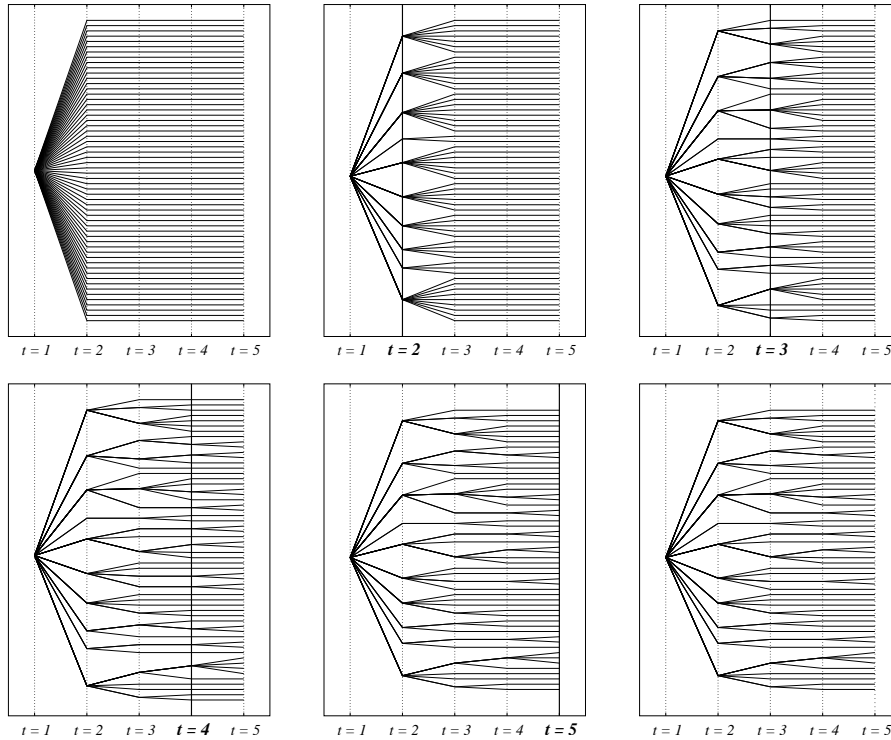 t = 1 t = 2 t = 3 t = 4 t = 5
t = 1 t = 2 t = 3 t = 4 t = 5
t = 1 t = 2 t = 3 t = 4 t = 5
t = 1 t = 2 t = 3 t = 4 t = 5
t = 1 t = 2 t = 3 t = 4 t = 5
t = 1 t = 2 t = 3 t = 4 t = 5